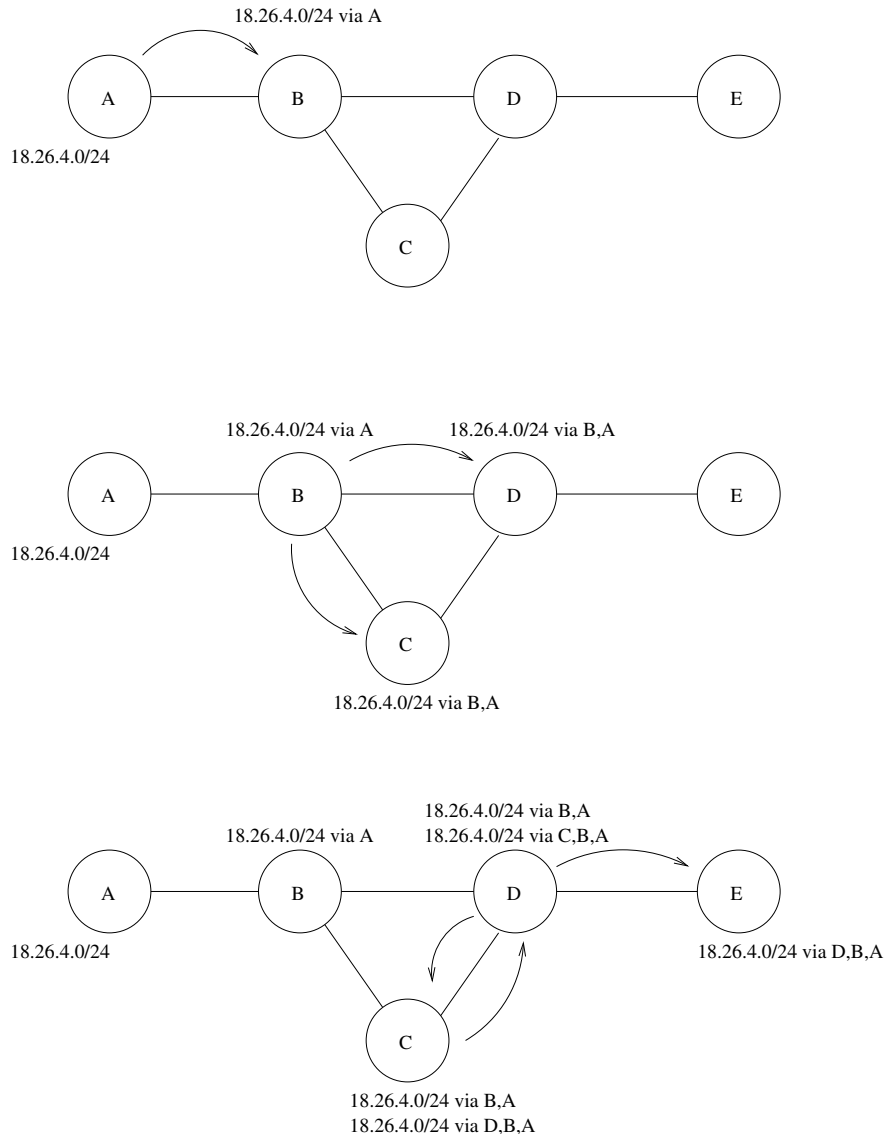 18.26.4.0/24 via A
A
B
D
E
18.26.4.0/24
C
18.26.4.0/24 via A
18.26.4.0/24 via B,A
A
B
D
E
18.26.4.0/24
C
18.26.4.0/24 via B,A
18.26.4.0/24 via B,A
18.26.4.0/24 via A
18.26.4.0/24 via C,B,A
A
B
D
E
18.26.4.0/24
18.26.4.0/24 via D,B,A
C
18.26.4.0/24 via B,A
18.26.4.0/24 via D,B,A